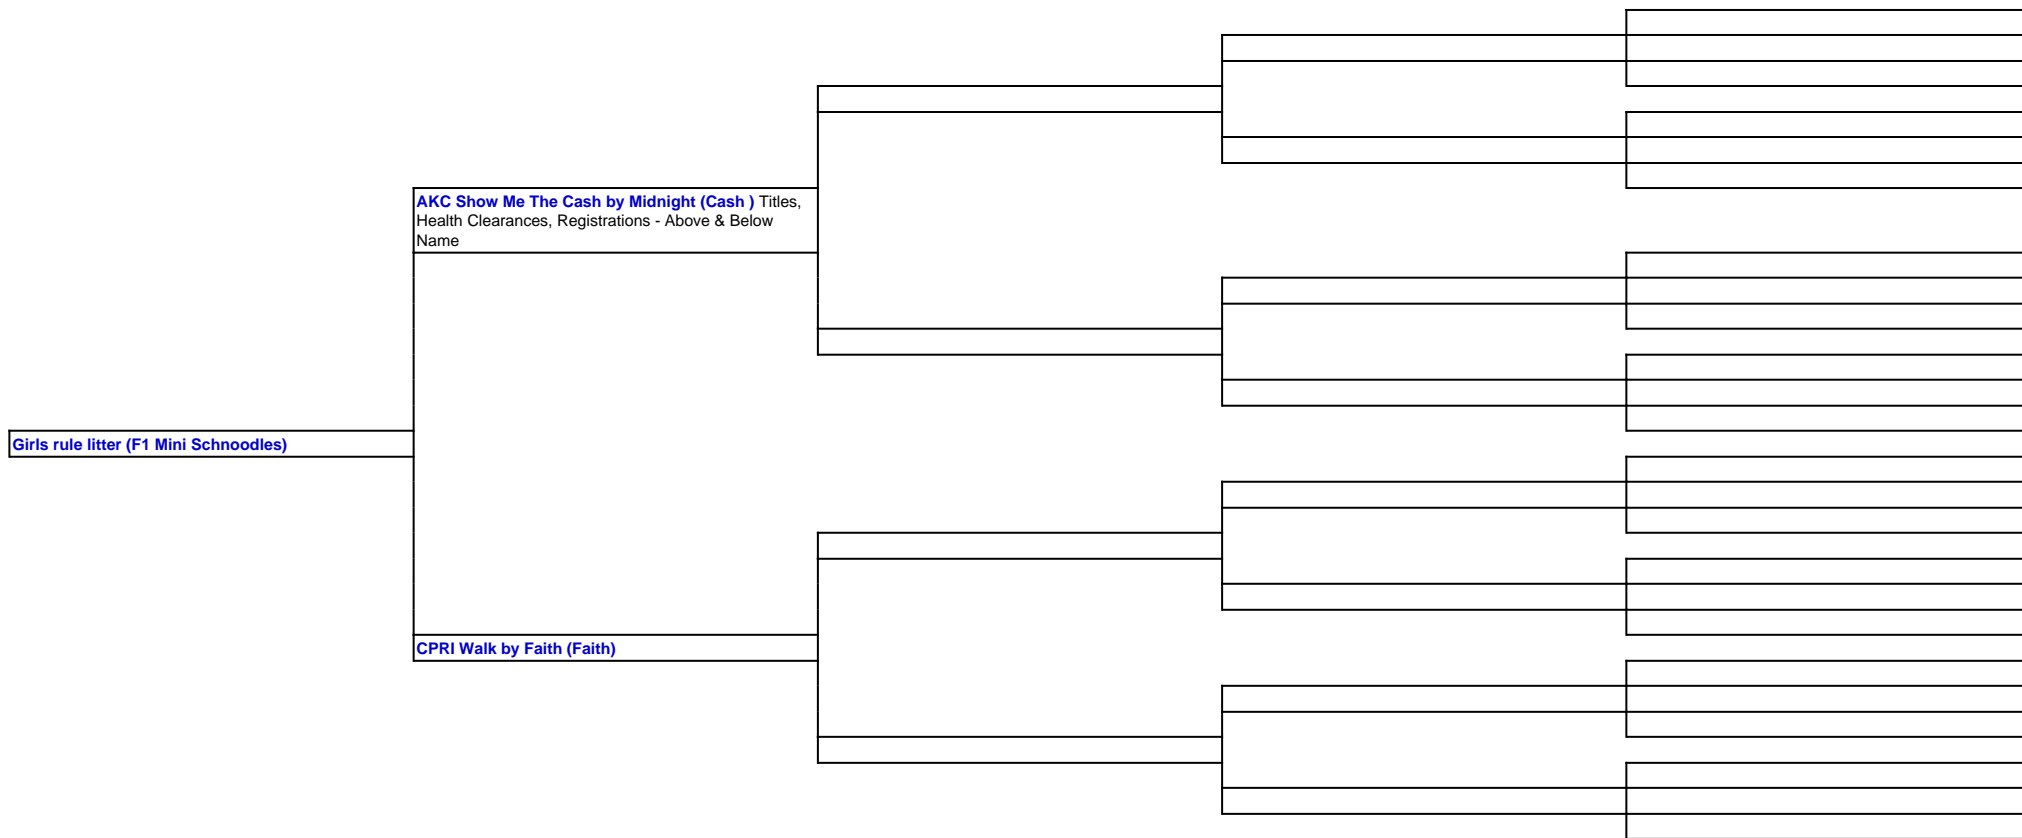 AKC Show Me The Cash by Midnight (Cash ) Titles,
Health Clearances, Registrations - Above & Below
Name
Girls rule litter (F1 Mini Schnoodles)
CPRI Walk by Faith (Faith)